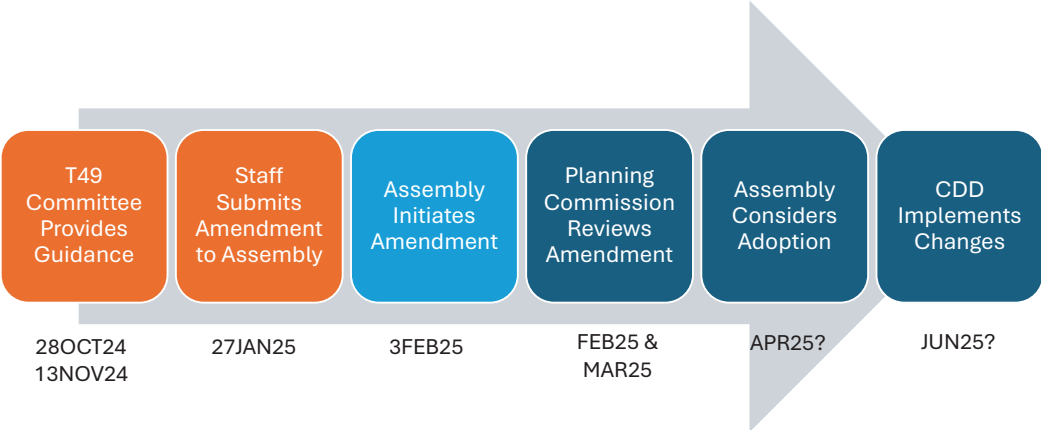 T49
Committee
Provides
Guidance
Staff
Submits
Amendment
to Assembly
Assembly
Initiates
Amendment
Planning
Commission
Reviews
Amendment
Assembly
Considers
Adoption
CDD
Implements
Changes
28OCT24
13NOV24
27JAN25
3FEB25
FEB25 &
MAR25
APR25?
JUN25?